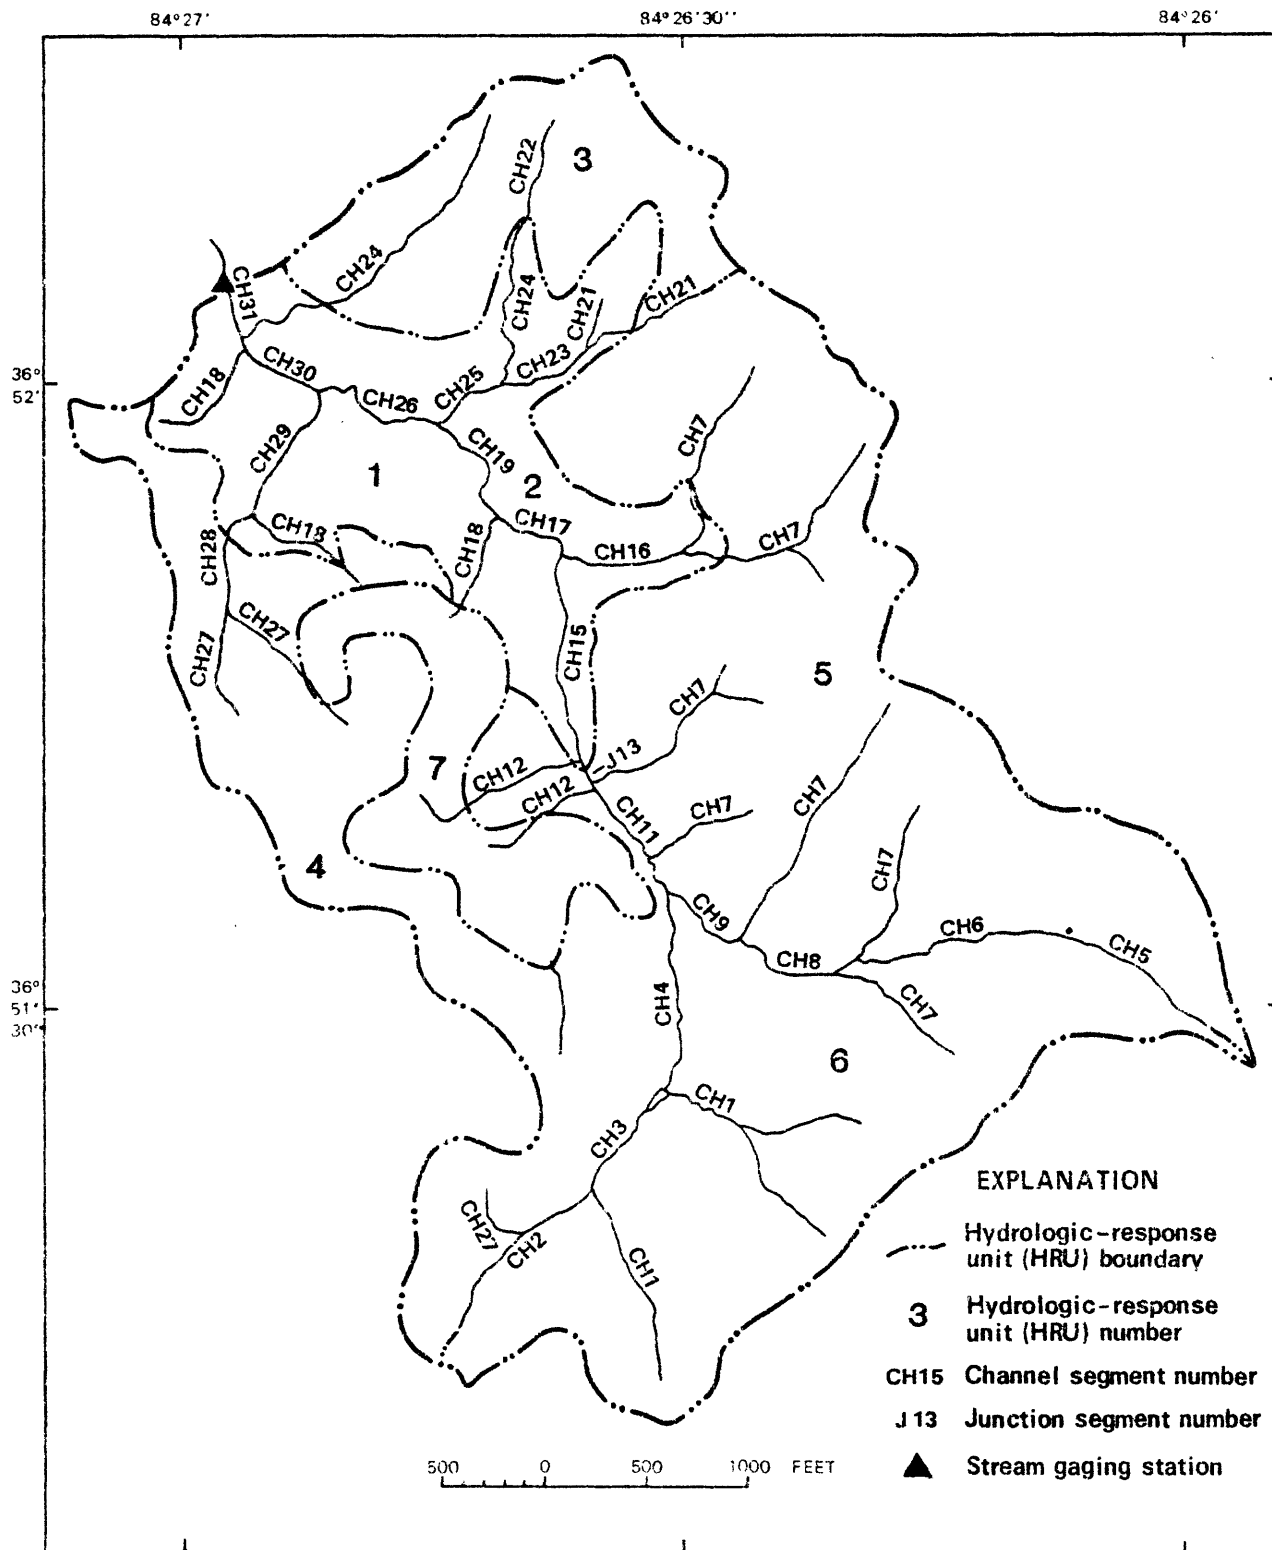 84°27'
84°26'30''
84°26'
CH22
3
CH24
CH31
CH24
CH21
CH21
36°
52'
CH23
CH30
CH18
CH25
CH26
CH7
CH29
CH19
1
2
CH18
CH17
CH18
CH28
CH16
CH7
CH27
CH15
CH27
5
CH7
J13
7
CH12
CH12
CH7
CH11
CH7
4
CH7
CH9
CH6
CH5
CH8
36°
51'
30''
CH4
CH7
6
CH1
CH3
EXPLANATION
CH27
CH2
CH1
Hydrologic-response
unit (HRU) boundary
3 Hydrologic-response
unit (HRU) number
CH15 Channel segment number
J13 Junction segment number
Stream gaging station
500 0 500 1000 FEET